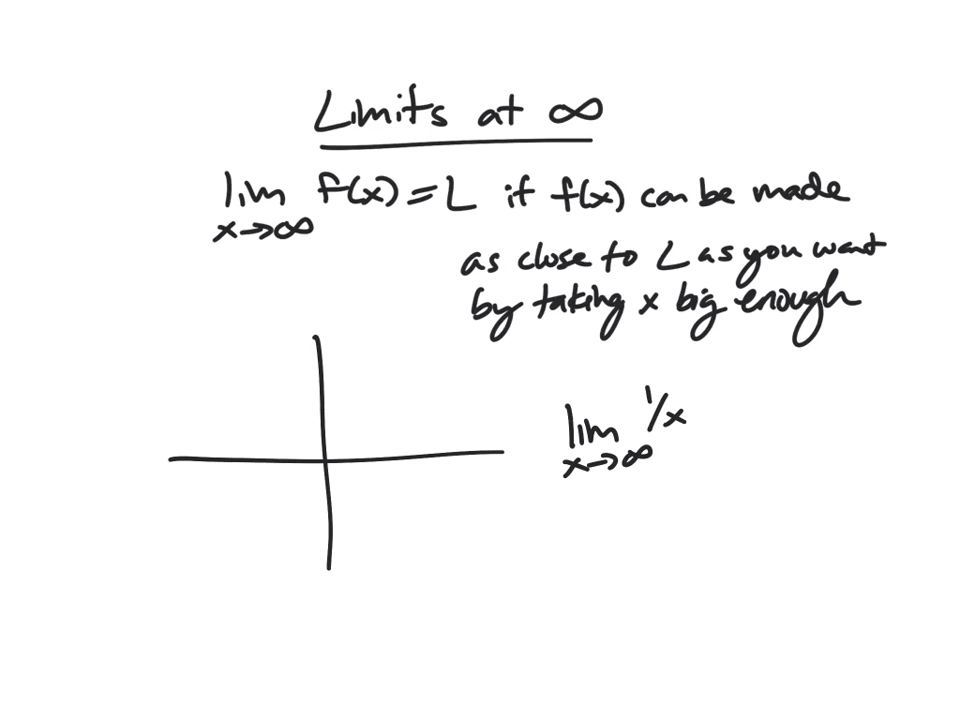 Limits at ∞
lim f(x) = L if f(x) can be made
x→∞
as close to L as you want
by taking x big enough
lim 1/x
x→∞